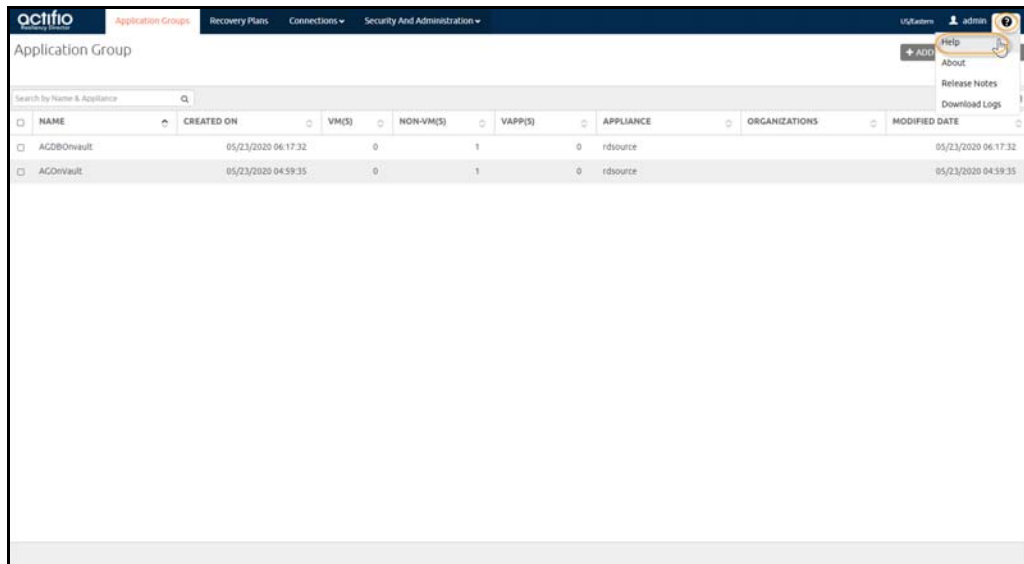 actifio
Resiliency Director
Application Groups
Recovery Plans
Connections
Security And Administration
US/Eastern
admin
?
Application Group
+ ADD
Help
About
Release Notes
Download Logs
Search by Name & Appliance
NAME CREATED ON VM(S) NON-VM(S) VAPP(S) APPLIANCE ORGANIZATIONS MODIFIED DATE
AGDBOnvault 05/23/2020 06:17:32 0 1 0 rdsource 05/23/2020 06:17:32
AGOnVault 05/23/2020 04:59:35 0 1 0 rdsource 05/23/2020 04:59:35